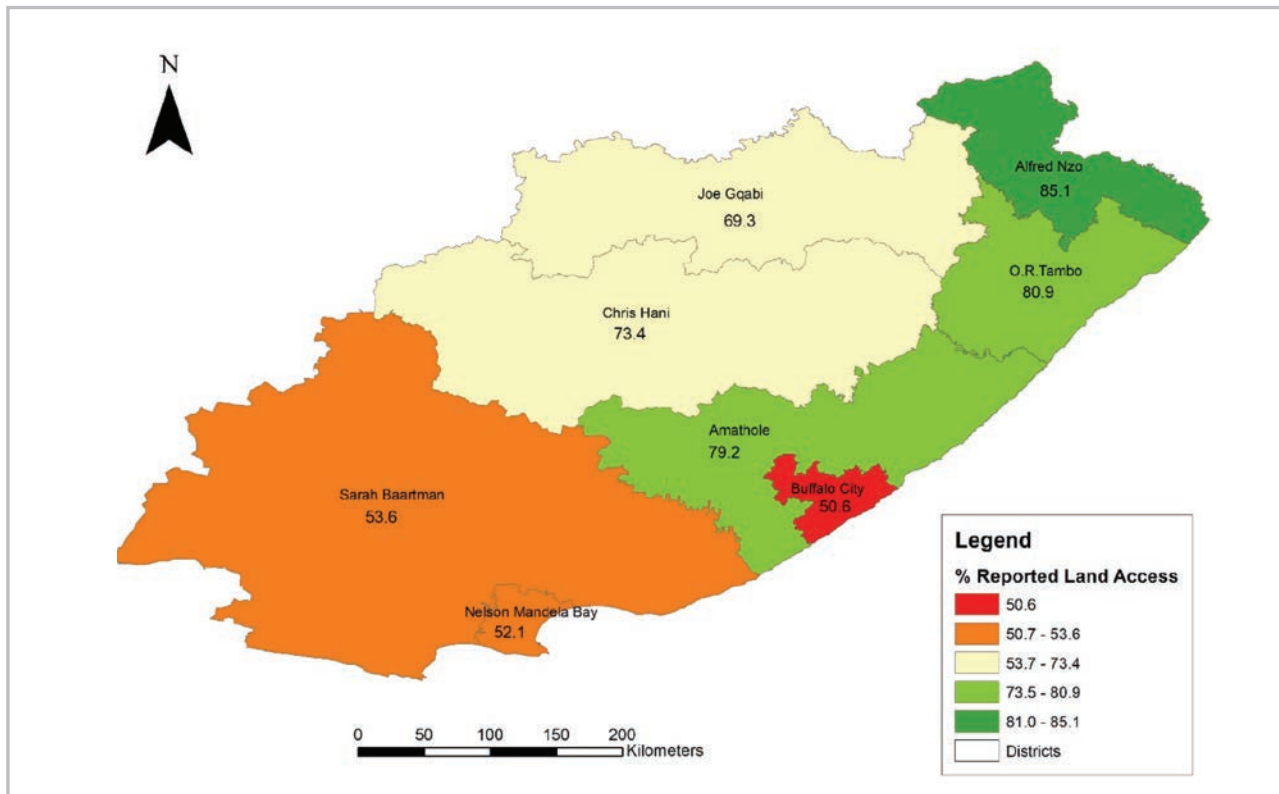 N
Alfred Nzo
85.1
Joe Gqabi
69.3
O.R.Tambo
80.9
Chris Hani
73.4
Amathole
79.2
Buffalo City
50.6
Sarah Baartman
53.6
Nelson Mandela Bay
52.1
0 50 100 150 200
Kilometers
Legend
% Reported Land Access
50.6
50.7 - 53.6
53.7 - 73.4
73.5 - 80.9
81.0 - 85.1
Districts